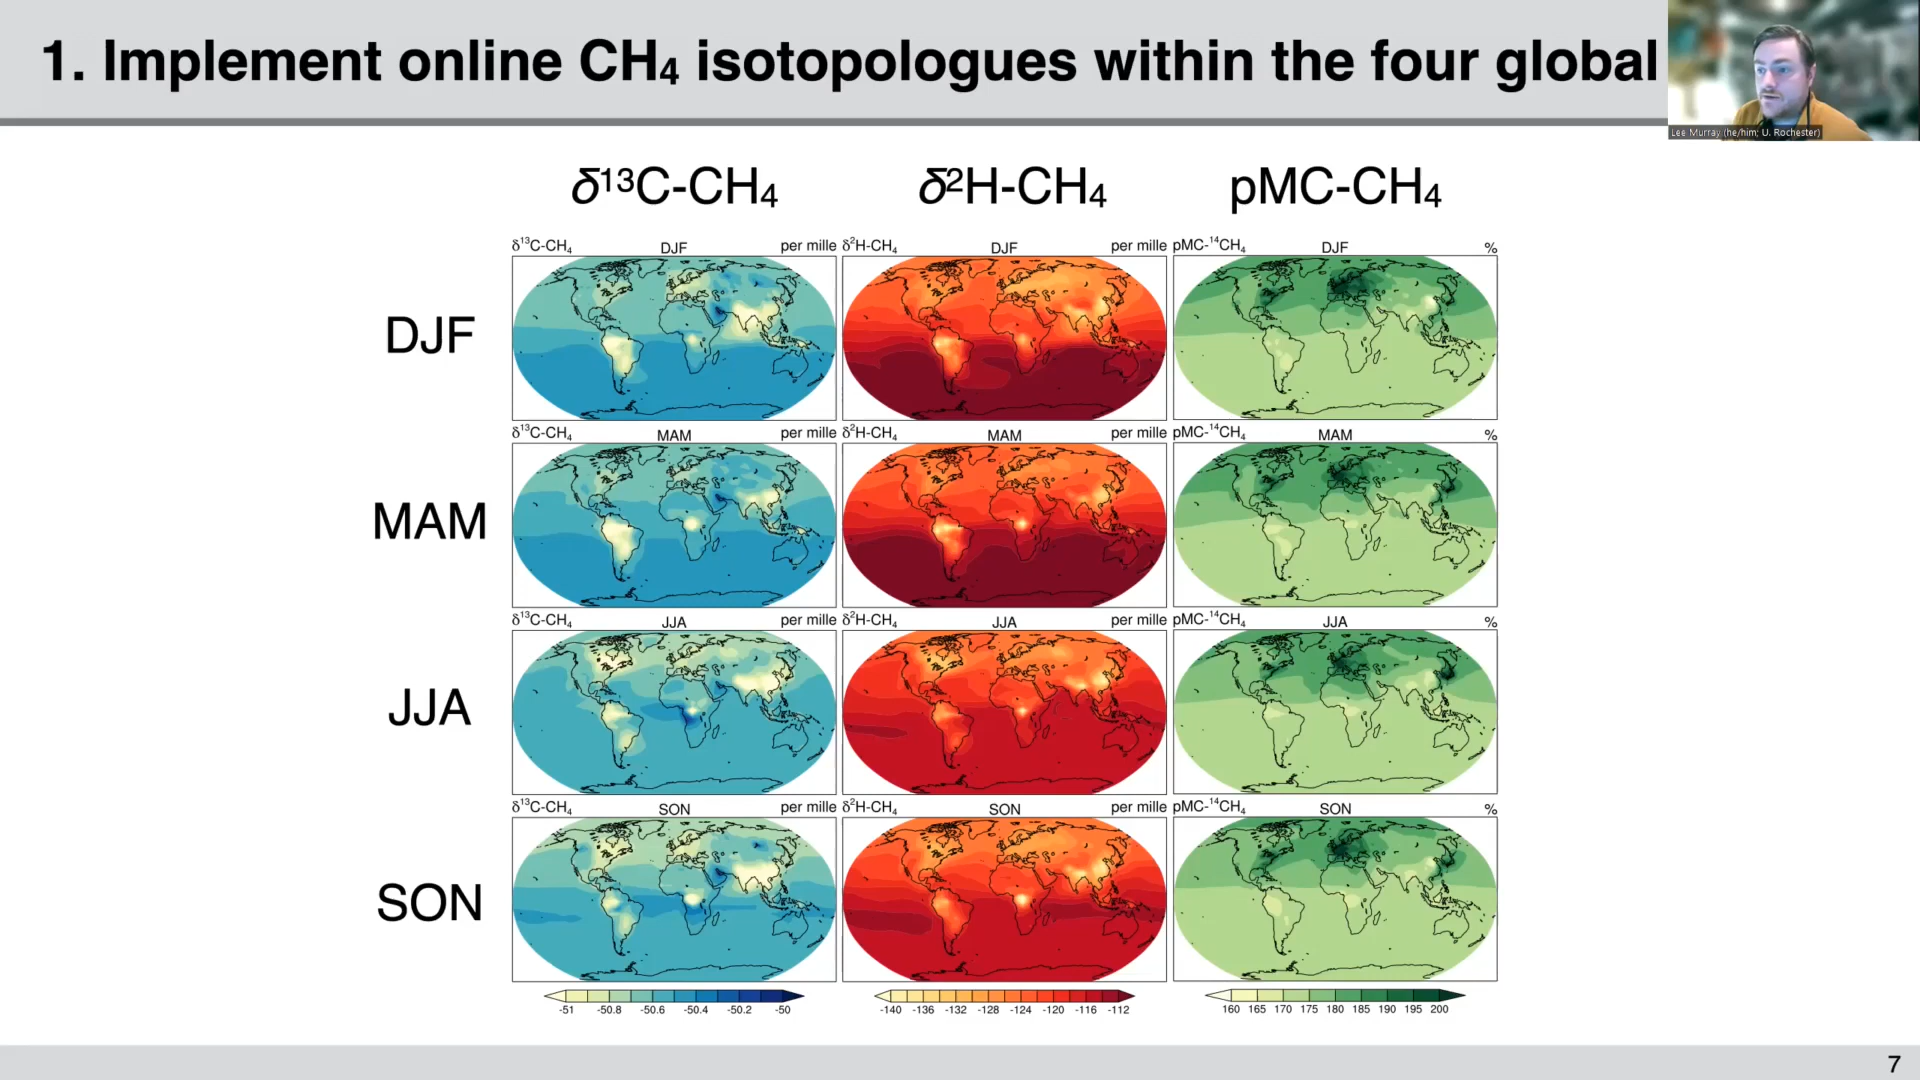 1. Implement online CH₄ isotopologues within the four global
Lee Murray (he/him; U. Rochester)
δ¹³C-CH₄ δ²H-CH₄ pMC-CH₄
δ¹³C-CH₄ DJF per mille δ²H-CH₄ DJF per mille pMC-¹⁴CH₄ DJF %
DJF
δ¹³C-CH₄ MAM per mille δ²H-CH₄ MAM per mille pMC-¹⁴CH₄ MAM %
MAM
δ¹³C-CH₄ JJA per mille δ²H-CH₄ JJA per mille pMC-¹⁴CH₄ JJA %
JJA
δ¹³C-CH₄ SON per mille δ²H-CH₄ SON per mille pMC-¹⁴CH₄ SON %
SON
-51 -50.8 -50.6 -50.4 -50.2 -50 -140 -136 -132 -128 -124 -120 -116 -112 160 165 170 175 180 185 190 195 200
7